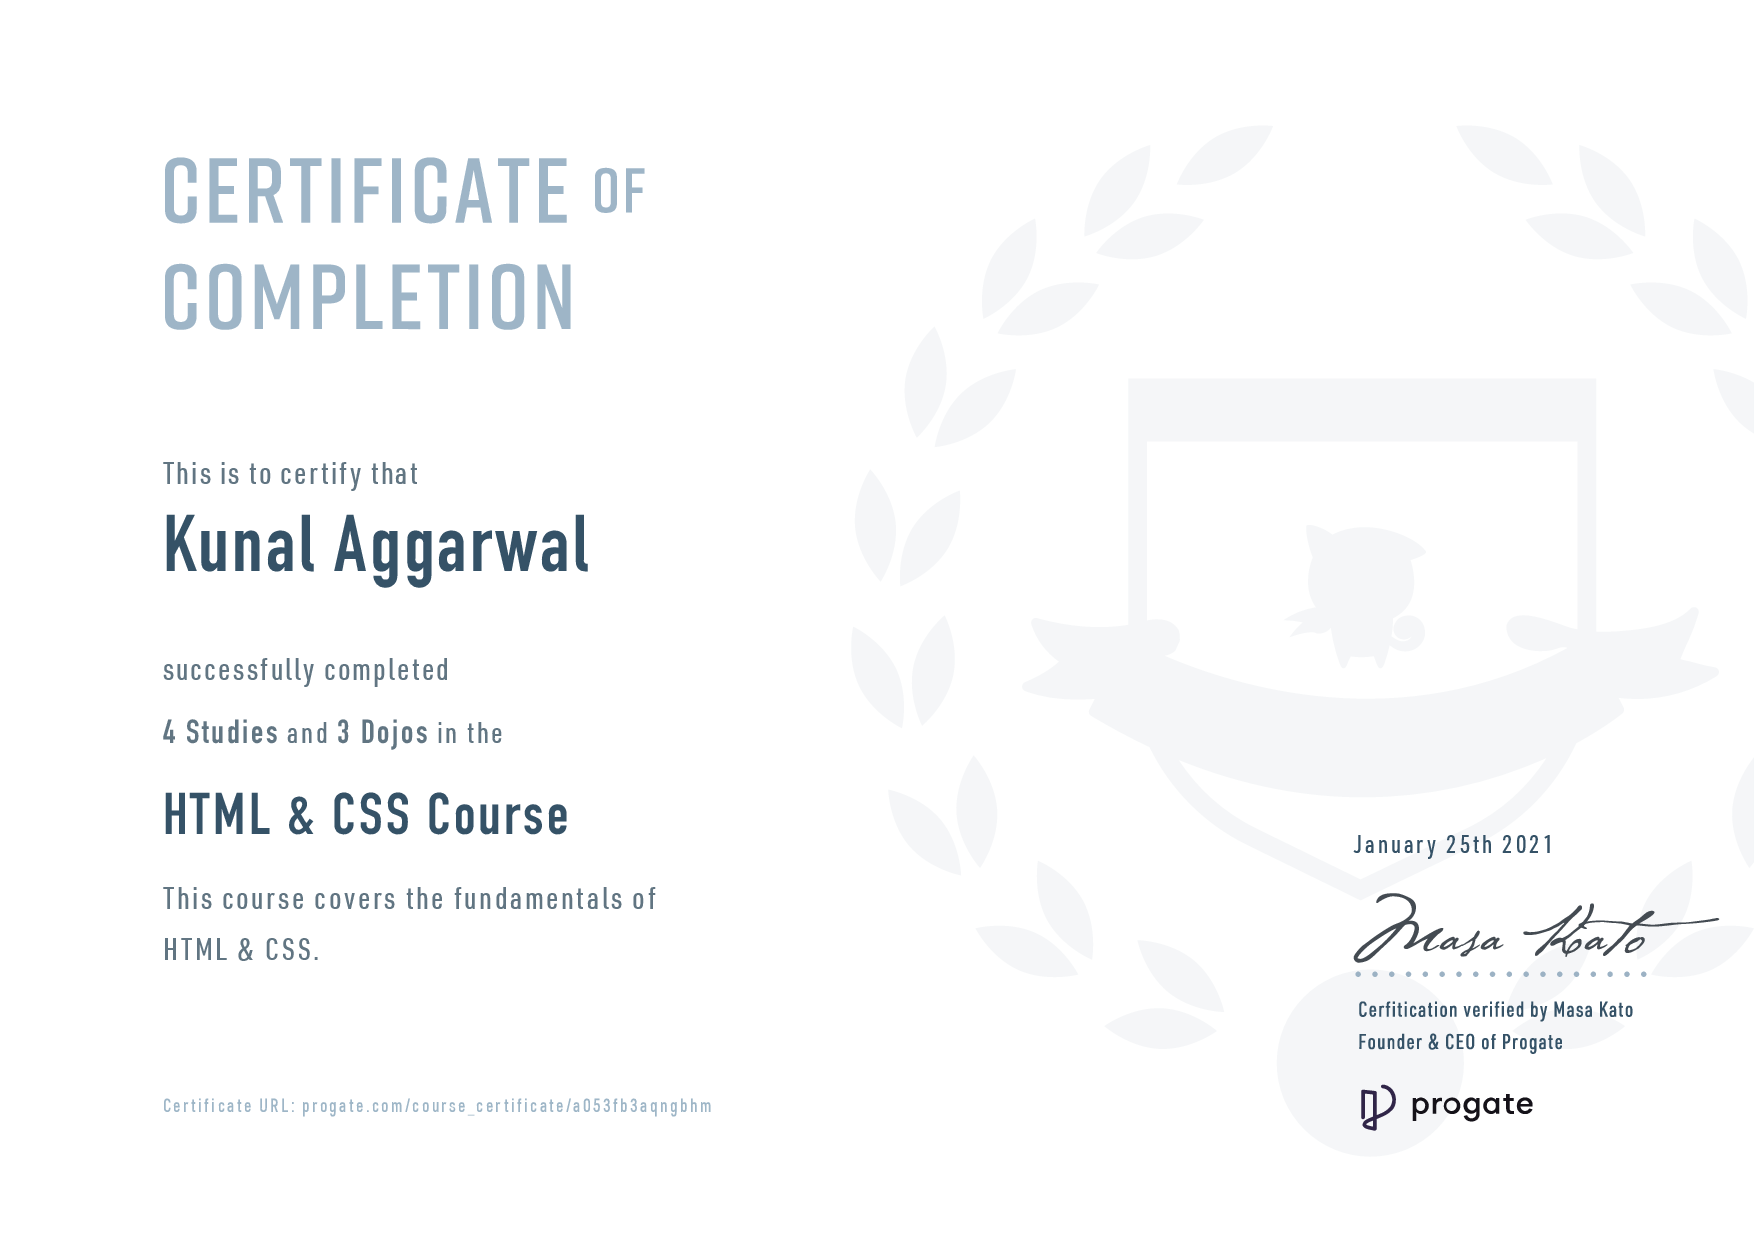 CERTIFICATE OF
COMPLETION
This is to certify that
Kunal Aggarwal
successfully completed
4 Studies and 3 Dojos in the
HTML & CSS Course
This course covers the fundamentals of
HTML & CSS.
January 25th 2021
Masa Kato
Cerfitication verified by Masa Kato
Founder & CEO of Progate
Certificate URL: progate.com/course_certificate/a053fb3aqngbhm
progate